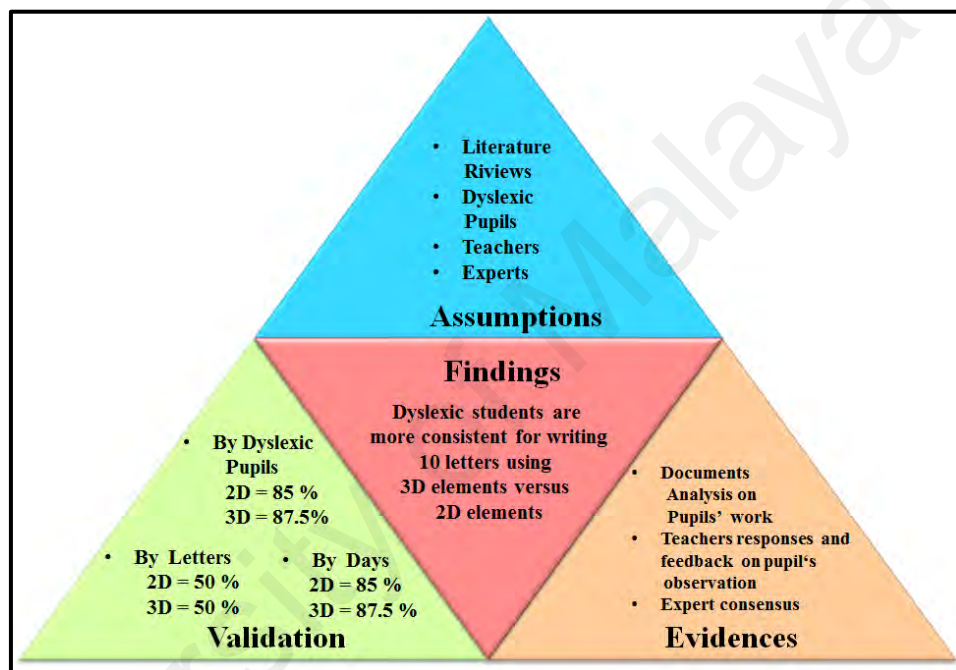 • Literature
Riviews
• Dyslexic
Pupils
• Teachers
• Experts
Assumptions
Findings
Dyslexic students are
more consistent for writing
10 letters using
3D elements versus
2D elements
• By Dyslexic
Pupils
2D = 85 %
3D = 87.5%
• By Letters
2D = 50 %
3D = 50 %
• By Days
2D = 85 %
3D = 87.5 %
Validation
• Documents
Analysis on
Pupils’ work
• Teachers responses and
feedback on pupil‘s
observation
• Expert consensus
Evidences
Malaya